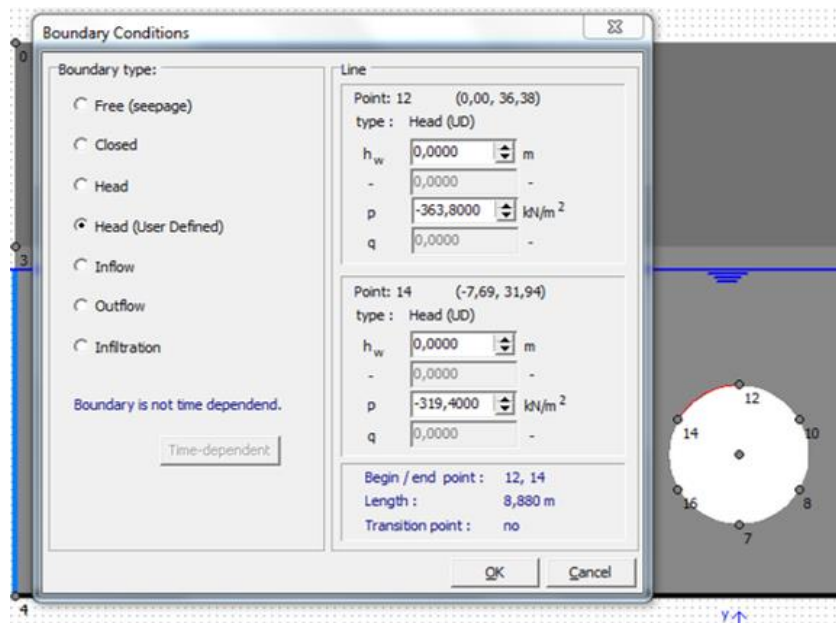 Boundary Conditions
Boundary type:
Free (seepage)
Closed
Head
Head (User Defined)
Inflow
Outflow
Infiltration
Boundary is not time dependend.
Time-dependent
Line
Point: 12 (0,00, 36,38)
type : Head (UD)
hw 0,0000 m
- 0,0000 -
p -363,8000 kN/m2
q 0,0000 -
Point: 14 (-7,69, 31,94)
type : Head (UD)
hw 0,0000 m
- 0,0000 -
p -319,4000 kN/m2
q 0,0000 -
Begin / end point : 12, 14
Length : 8,880 m
Transition point : no
OK Cancel
0
3
4
12
14
10
16
8
7
y